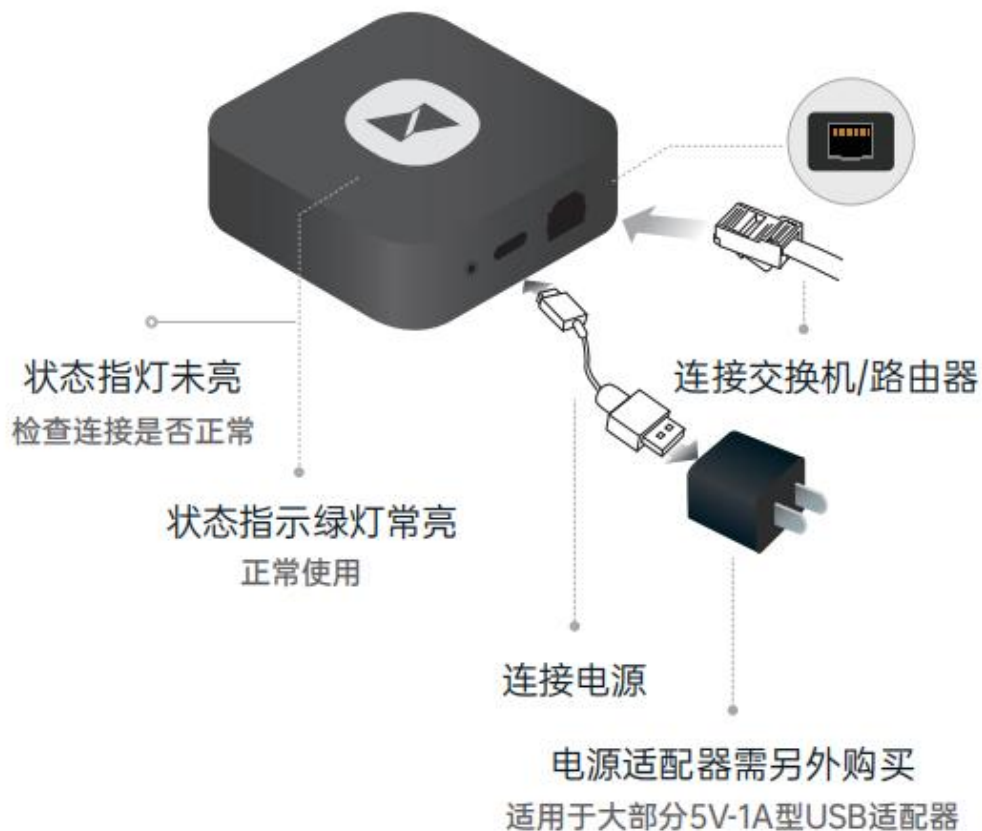 状态指灯未亮
检查连接是否正常
连接交换机/路由器
状态指示绿灯常亮
正常使用
连接电源
电源适配器需另外购买
适用于大部分5V-1A型USB适配器